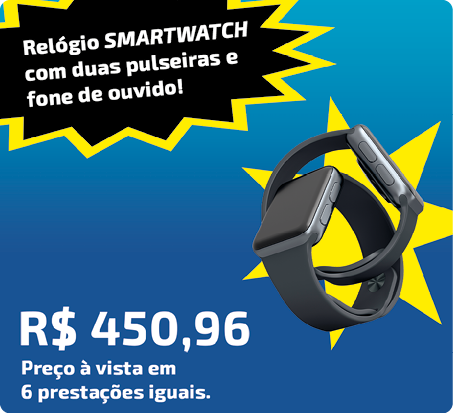 Relógio SMARTWATCH
com duas pulseiras e
fone de ouvido!
R$ 450,96
Preço à vista em
6 prestações iguais.